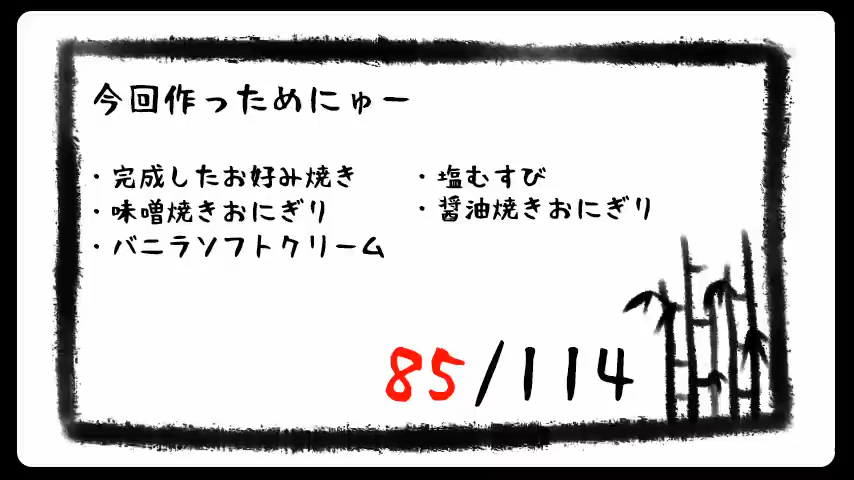 今回作っためにゅー
・完成したお好み焼き
・味噌焼きおにぎり
・バニラソフトクリーム
・塩むすび
・醤油焼きおにぎり
85/114